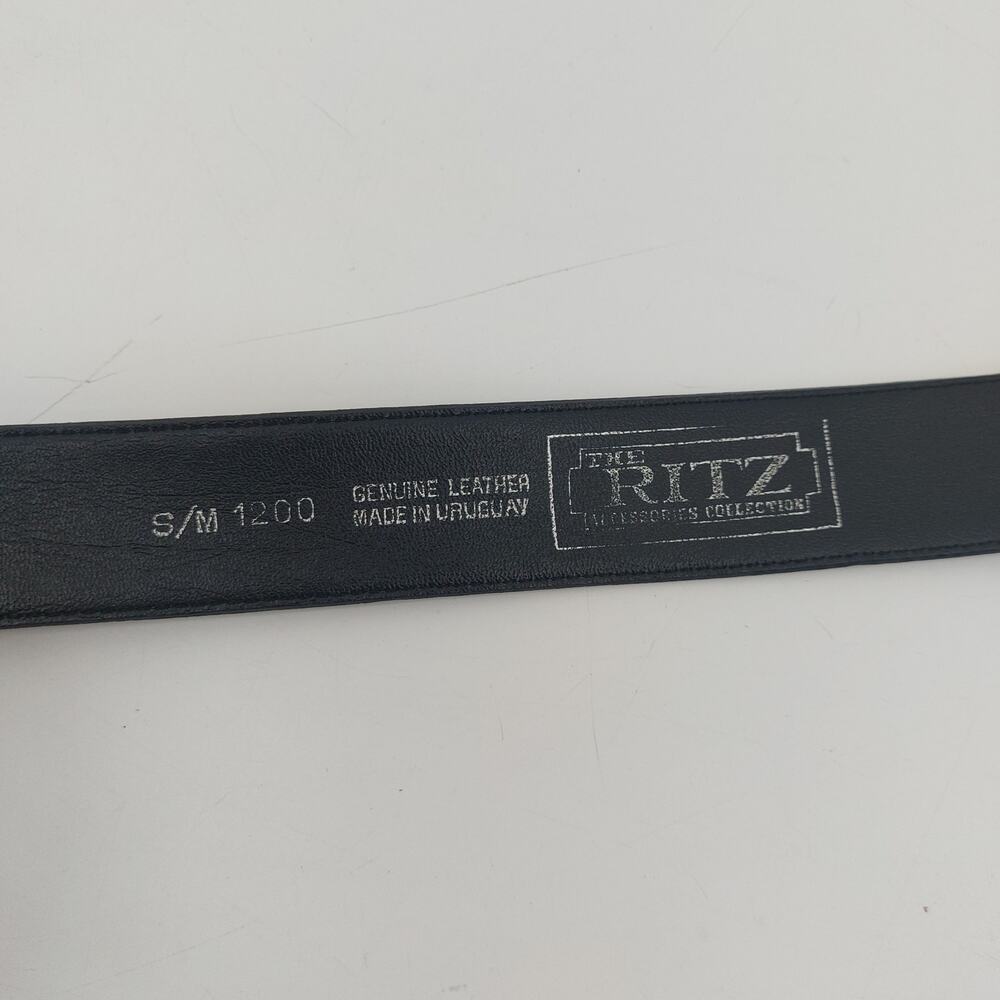 S/M 1200
GENUINE LEATHER
MADE IN URUGUAY
THE
RITZ
ACCESSORIES COLLECTION